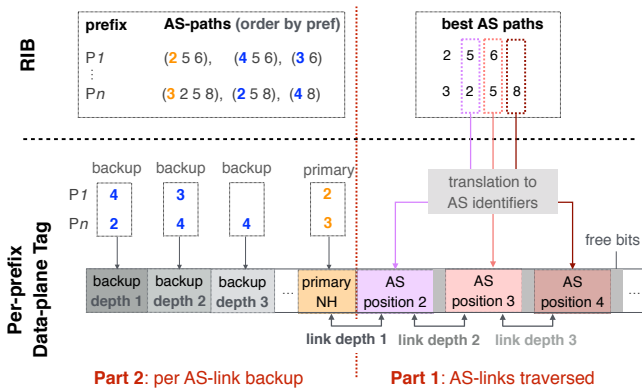 RIB
prefix AS-paths (order by pref)
P1 (2 5 6), (4 5 6), (3 6)
⋮
Pn (3 2 5 8), (2 5 8), (4 8)
best AS paths
2 5 6
3 2 5 8
Per-prefix
Data-plane Tag
backup backup backup primary
P1 4 3 2
Pn 2 4 4 3
translation to
AS identifiers
free bits
backup
depth 1
backup
depth 2
backup
depth 3
...
primary
NH
AS
position 2
AS
position 3
AS
position 4
...
link depth 1 link depth 2 link depth 3
Part 2: per AS-link backup
Part 1: AS-links traversed